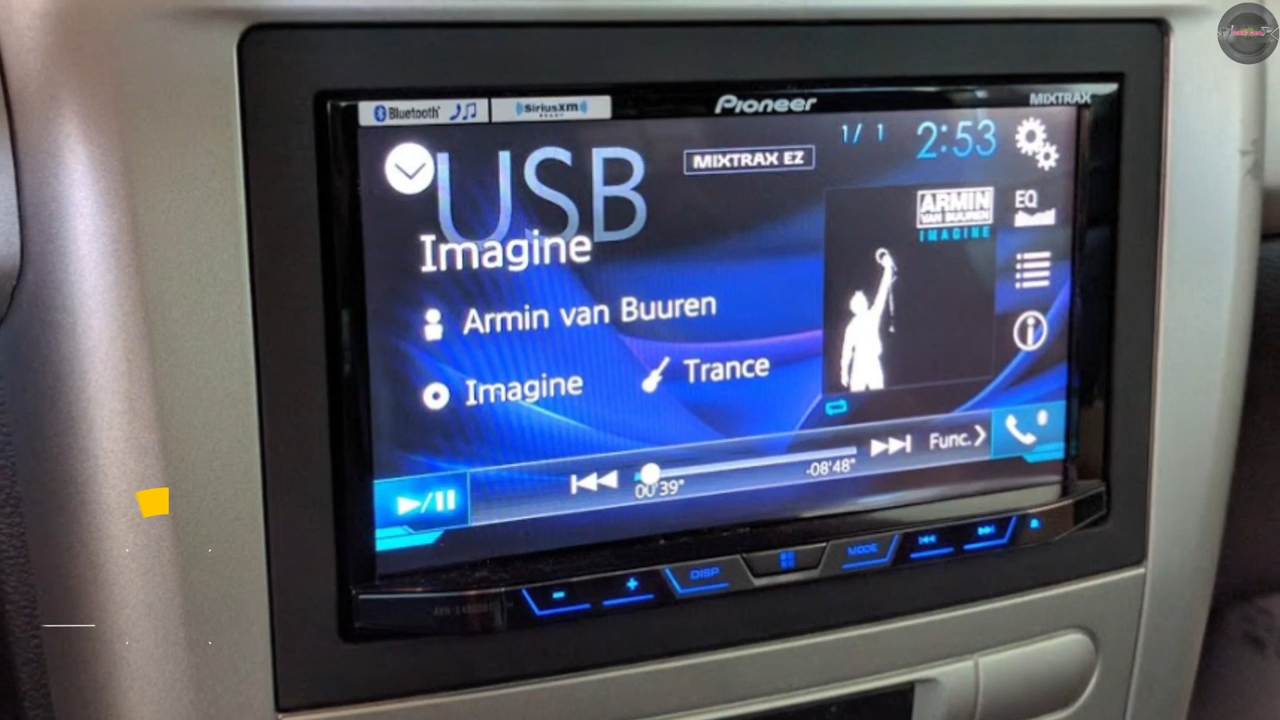 Bluetooth
SiriusXM
READY
Pioneer
MIXTRAX
USB
MIXTRAX EZ
1/ 1
2:53
Imagine
ARMIN
VAN BUUREN
IMAGINE
EQ
Armin van Buuren
Imagine
Trance
00'39"
-08'48"
Func.
-
+
DISP
MODE